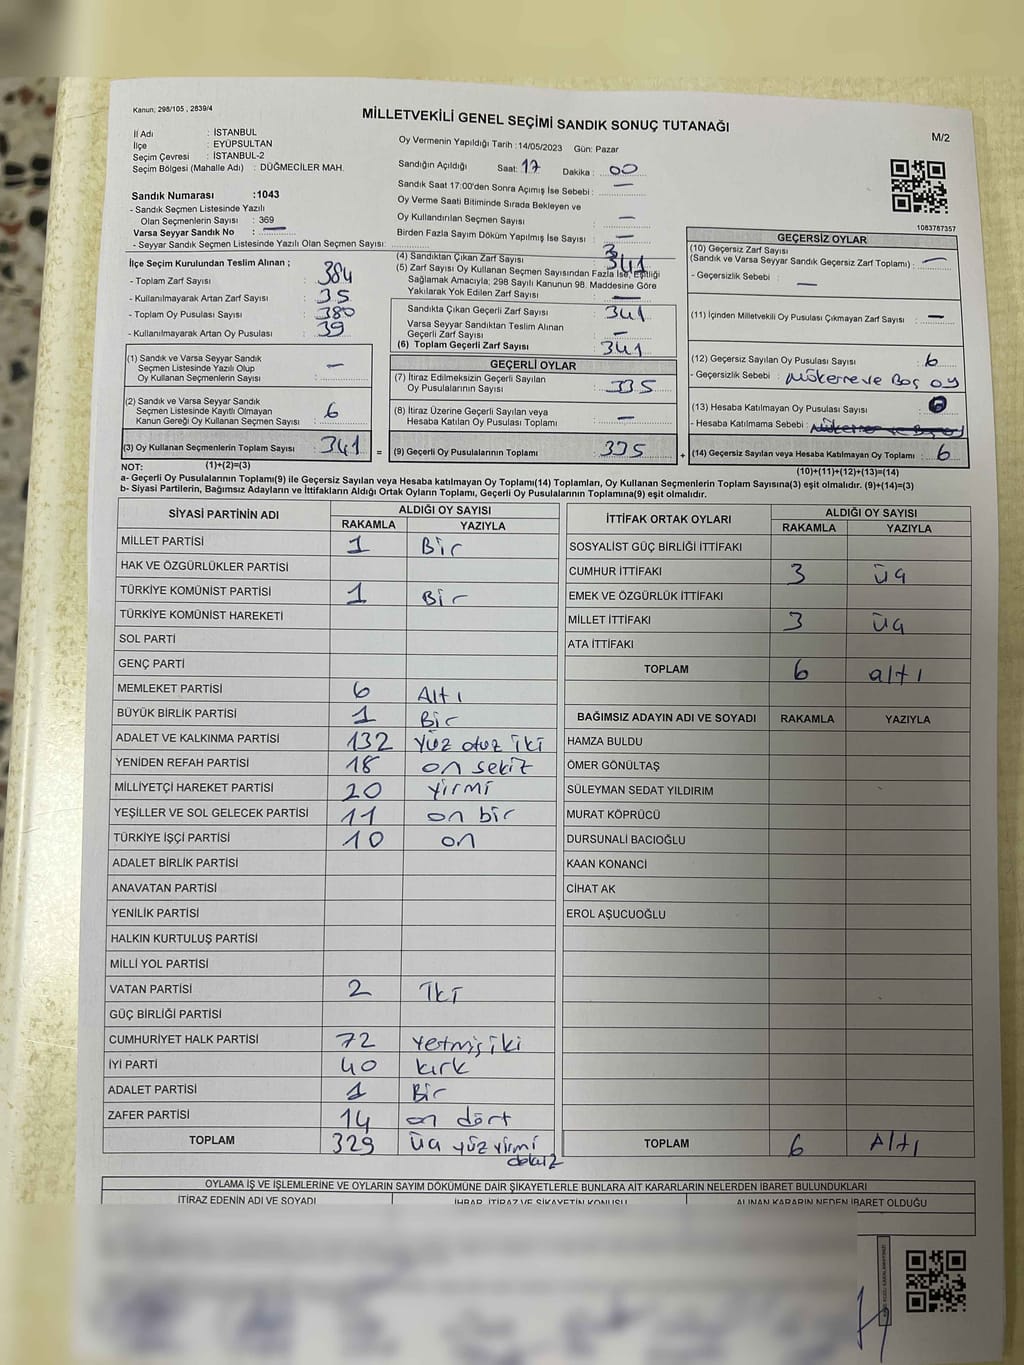 Kanun, 298/105 , 2839/4
MİLLETVEKİLİ GENEL SEÇİMİ SANDIK SONUÇ TUTANAĞI
M/2
İl Adı : İSTANBUL
İlçe : EYÜPSULTAN
Seçim Çevresi : İSTANBUL-2
Seçim Bölgesi (Mahalle Adı) : DÜĞMECİLER MAH.
Sandık Numarası :1043
- Sandık Seçmen Listesinde Yazılı
Olan Seçmenlerin Sayısı : 369
Varsa Seyyar Sandık No : —
- Seyyar Sandık Seçmen Listesinde Yazılı Olan Seçmen Sayısı:
Oy Vermenin Yapıldığı Tarih :14/05/2023 Gün: Pazar
Sandığın Açıldığı Saat: 17 Dakika : 00
Sandık Saat 17:00'den Sonra Açımış İse Sebebi : —
Oy Verme Saati Bitiminde Sırada Bekleyen ve
Oy Kullandırılan Seçmen Sayısı : —
Birden Fazla Sayım Döküm Yapılmış İse Sayısı : —
1083787357
İlçe Seçim Kurulundan Teslim Alınan ;
- Toplam Zarf Sayısı : 384
- Kullanılmayarak Artan Zarf Sayısı : 35
- Toplam Oy Pusulası Sayısı : 380
- Kullanılmayarak Artan Oy Pusulası : 39
(1) Sandık ve Varsa Seyyar Sandık
Seçmen Listesinde Yazılı Olup
Oy Kullanan Seçmenlerin Sayısı : —
(2) Sandık ve Varsa Seyyar Sandık
Seçmen Listesinde Kayıtlı Olmayan
Kanun Gereği Oy Kullanan Seçmen Sayısı : 6
(3) Oy Kullanan Seçmenlerin Toplam Sayısı : 341 =
(1)+(2)=(3)
(4) Sandıktan Çıkan Zarf Sayısı : 341
(5) Zarf Sayısı Oy Kullanan Seçmen Sayısından Fazla İse, Eşitliği
Sağlamak Amacıyla; 298 Sayılı Kanunun 98. Maddesine Göre
Yakılarak Yok Edilen Zarf Sayısı : —
Sandıkta Çıkan Geçerli Zarf Sayısı : 341
Varsa Seyyar Sandıktan Teslim Alınan
Geçerli Zarf Sayısı : —
(6) Toplam Geçerli Zarf Sayısı : 341
GEÇERLİ OYLAR
(7) İtiraz Edilmeksizin Geçerli Sayılan
Oy Pusulalarının Sayısı : 335
(8) İtiraz Üzerine Geçerli Sayılan veya
Hesaba Katılan Oy Pusulası Toplamı : —
(9) Geçerli Oy Pusulalarının Toplamı : 335 +
GEÇERSİZ OYLAR
(10) Geçersiz Zarf Sayısı
(Sandık ve Varsa Seyyar Sandık Geçersiz Zarf Toplamı) : —
- Geçersizlik Sebebi : —
(11) İçinden Milletvekili Oy Pusulası Çıkmayan Zarf Sayısı : —
(12) Geçersiz Sayılan Oy Pusulası Sayısı : 6
- Geçersizlik Sebebi : Mükerre ve Boş oy
(13) Hesaba Katılmayan Oy Pusulası Sayısı :
- Hesaba Katılmama Sebebi :
(14) Geçersiz Sayılan veya Hesaba Katılmayan Oy Toplamı : 6
(10)+(11)+(12)+(13)=(14)
NOT:
a- Geçerli Oy Pusulalarının Toplamı(9) ile Geçersiz Sayılan veya Hesaba katılmayan Oy Toplamı(14) Toplamları, Oy Kullanan Seçmenlerin Toplam Sayısına(3) eşit olmalıdır. (9)+(14)=(3)
b- Siyasi Partilerin, Bağımsız Adayların ve İttifakların Aldığı Ortak Oyların Toplamı, Geçerli Oy Pusulalarının Toplamına(9) eşit olmalıdır.
SİYASİ PARTİNİN ADI ALDIĞI OY SAYISI
RAKAMLA YAZIYLA
MİLLET PARTİSİ 1 Bir
HAK VE ÖZGÜRLÜKLER PARTİSİ
TÜRKİYE KOMÜNİST PARTİSİ 1 Bir
TÜRKİYE KOMÜNİST HAREKETİ
SOL PARTİ
GENÇ PARTİ
MEMLEKET PARTİSİ 6 Altı
BÜYÜK BİRLİK PARTİSİ 1 Bir
ADALET VE KALKINMA PARTİSİ 132 yüz otuz iki
YENİDEN REFAH PARTİSİ 18 on sekiz
MİLLİYETÇİ HAREKET PARTİSİ 20 yirmi
YEŞİLLER VE SOL GELECEK PARTİSİ 11 on bir
TÜRKİYE İŞÇİ PARTİSİ 10 on
ADALET BİRLİK PARTİSİ
ANAVATAN PARTİSİ
YENİLİK PARTİSİ
HALKIN KURTULUŞ PARTİSİ
MİLLİ YOL PARTİSİ
VATAN PARTİSİ 2 İki
GÜÇ BİRLİĞİ PARTİSİ
CUMHURİYET HALK PARTİSİ 72 Yetmiş iki
İYİ PARTİ 40 kırk
ADALET PARTİSİ 1 Bir
ZAFER PARTİSİ 14 on dört
TOPLAM 329 üç yüz yirmi dokuz
İTTİFAK ORTAK OYLARI ALDIĞI OY SAYISI
RAKAMLA YAZIYLA
SOSYALİST GÜÇ BİRLİĞİ İTTİFAKI
CUMHUR İTTİFAKI 3 üç
EMEK VE ÖZGÜRLÜK İTTİFAKI
MİLLET İTTİFAKI 3 üç
ATA İTTİFAKI
TOPLAM 6 altı
BAĞIMSIZ ADAYIN ADI VE SOYADI RAKAMLA YAZIYLA
HAMZA BULDU
ÖMER GÖNÜLTAŞ
SÜLEYMAN SEDAT YILDIRIM
MURAT KÖPRÜCÜ
DURSUNALİ BACIOĞLU
KAAN KONANCİ
CİHAT AK
EROL AŞUCUOĞLU
TOPLAM 6 Altı
OYLAMA İŞ VE İŞLEMLERİNE VE OYLARIN SAYIM DÖKÜMÜNE DAİR ŞİKAYETLERLE BUNLARA AİT KARARLARIN NELERDEN İBARET BULUNDUKLARI
İTİRAZ EDENİN ADI VE SOYADI İHBAR, İTİRAZ VE ŞİKAYETİN KONUSU ALINAN KARARIN NEDEN İBARET OLDUĞU